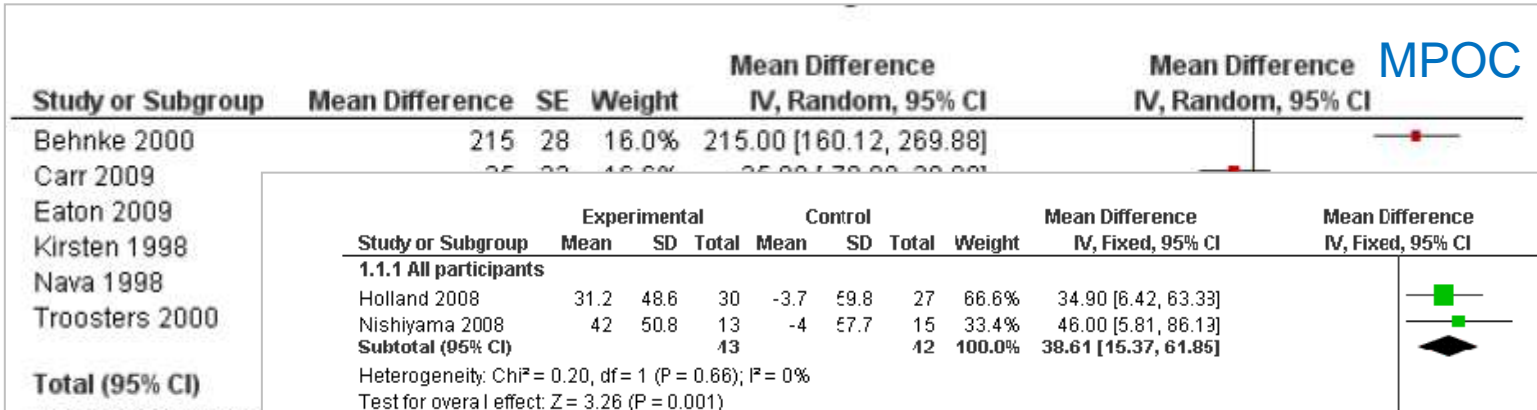 Mean Difference Mean Difference MPOC
Study or Subgroup Mean Difference SE Weight IV, Random, 95% CI IV, Random, 95% CI
Behnke 2000 215 28 16.0% 215.00 [160.12, 269.88]
Carr 2009
Eaton 2009
Kirsten 1998
Nava 1998
Troosters 2000
Total (95% CI)
Experimental Control Mean Difference Mean Difference
Study or Subgroup Mean SD Total Mean SD Total Weight IV, Fixed, 95% CI IV, Fixed, 95% CI
1.1.1 All participants
Holland 2008 31.2 48.6 30 -3.7 59.8 27 66.6% 34.90 [6.42, 63.38]
Nishiyama 2008 42 50.8 13 -4 57.7 15 33.4% 46.00 [5.81, 86.19]
Subtotal (95% CI) 43 42 100.0% 38.61 [15.37, 61.85]
Heterogeneity: Chi² = 0.20, df = 1 (P = 0.66); I² = 0%
Test for overall effect: Z = 3.26 (P = 0.001)